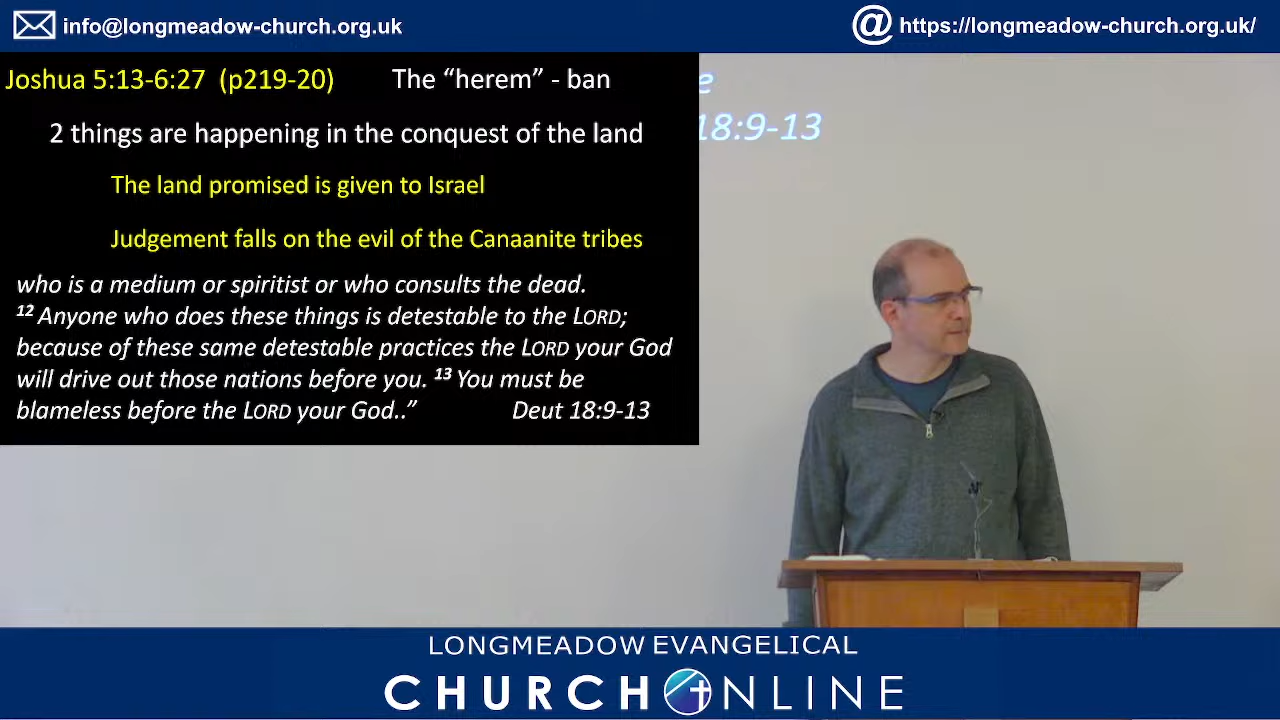 info@longmeadow-church.org.uk
https://longmeadow-church.org.uk/
Joshua 5:13-6:27 (p219-20) The “herem” - ban
2 things are happening in the conquest of the land
The land promised is given to Israel
Judgement falls on the evil of the Canaanite tribes
who is a medium or spiritist or who consults the dead.
12 Anyone who does these things is detestable to the LORD;
because of these same detestable practices the LORD your God
will drive out those nations before you. 13 You must be
blameless before the LORD your God..” Deut 18:9-13
e
18:9-13
LONGMEADOW EVANGELICAL
CHURCH ONLINE